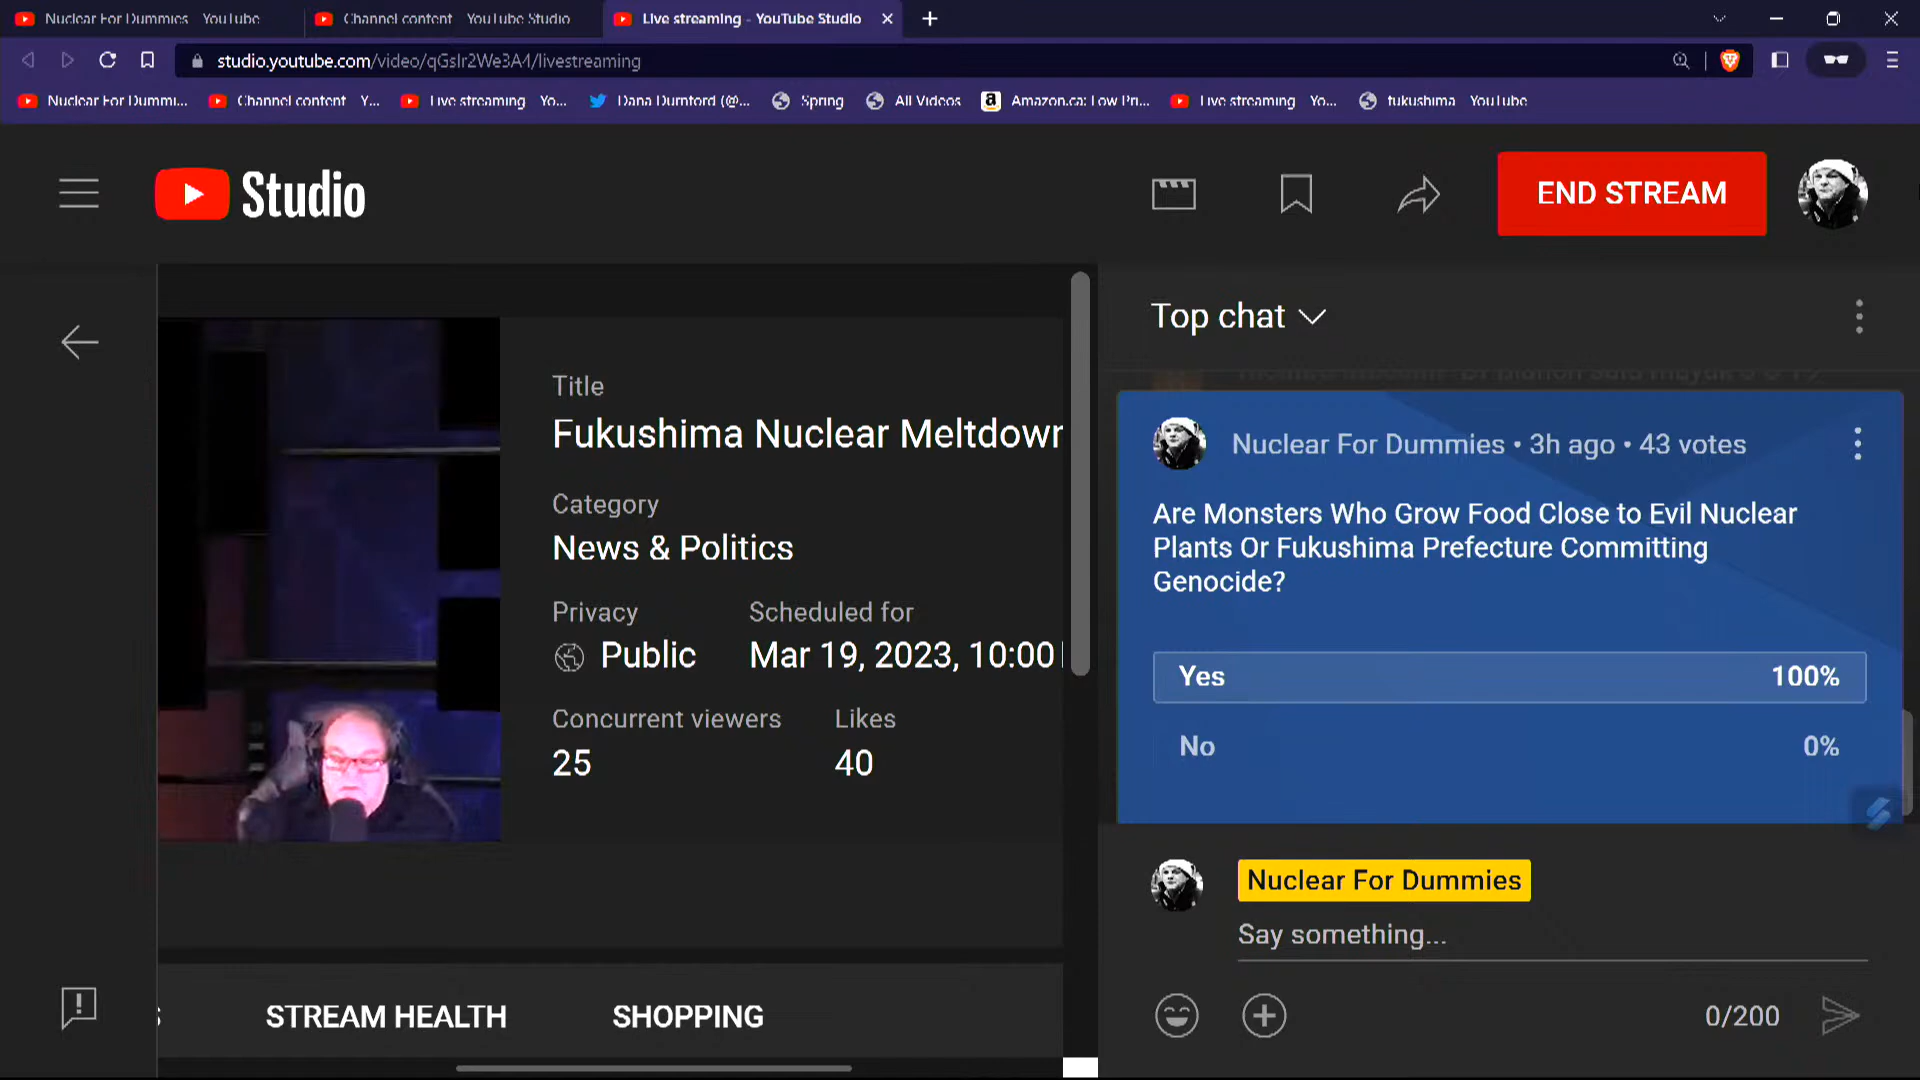 Nuclear For Dummies YouTube
Channel content YouTube Studio
Live streaming - YouTube Studio
studio.youtube.com/video/qGsIr2We3A4/livestreaming
Nuclear For Dummi...
Channel content Y...
Live streaming Yo...
Dana Durnford (@...
Spring
All Videos
Amazon.ca: Low Pri...
Live streaming Yo...
fukushima YouTube
Studio
END STREAM
Title
Fukushima Nuclear Meltdown
Category
News & Politics
Privacy
Public
Scheduled for
Mar 19, 2023, 10:00
Concurrent viewers
25
Likes
40
STREAM HEALTH
SHOPPING
Top chat
Nuclear For Dummies • 3h ago • 43 votes
Are Monsters Who Grow Food Close to Evil Nuclear
Plants Or Fukushima Prefecture Committing
Genocide?
Yes 100%
No 0%
Nuclear For Dummies
Say something...
0/200